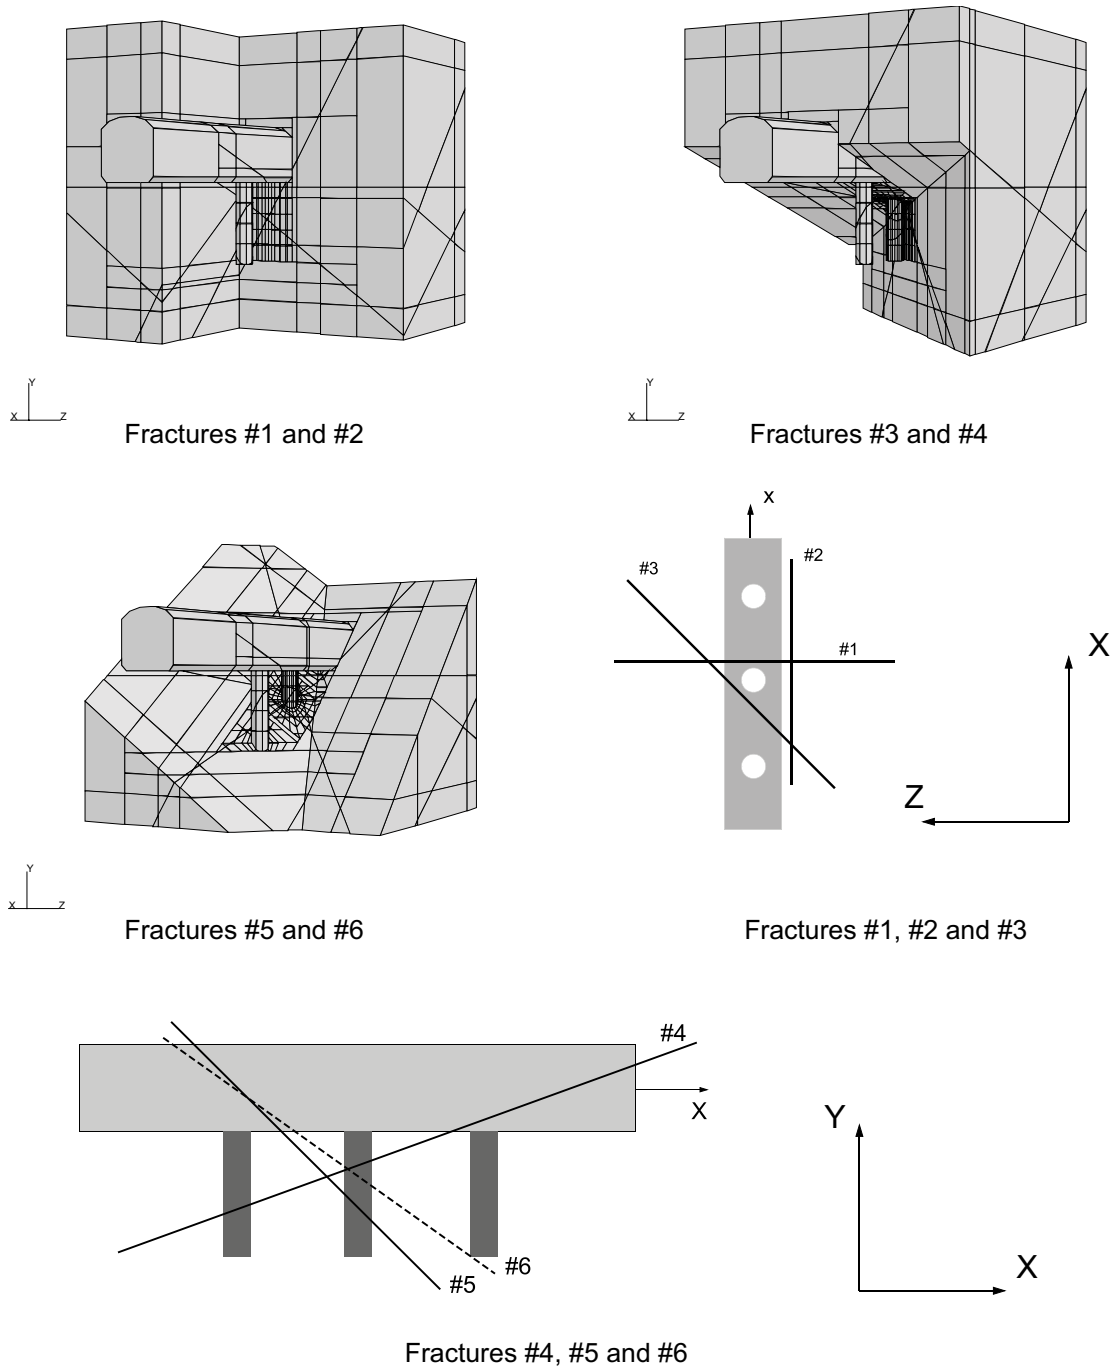 Y
X Z
Fractures #1 and #2
Y
X Z
Fractures #3 and #4
Y
X Z
Fractures #5 and #6
x
#3
#2
#1
X
Z
Fractures #1, #2 and #3
#4
X
#6
#5
Y
X
Fractures #4, #5 and #6